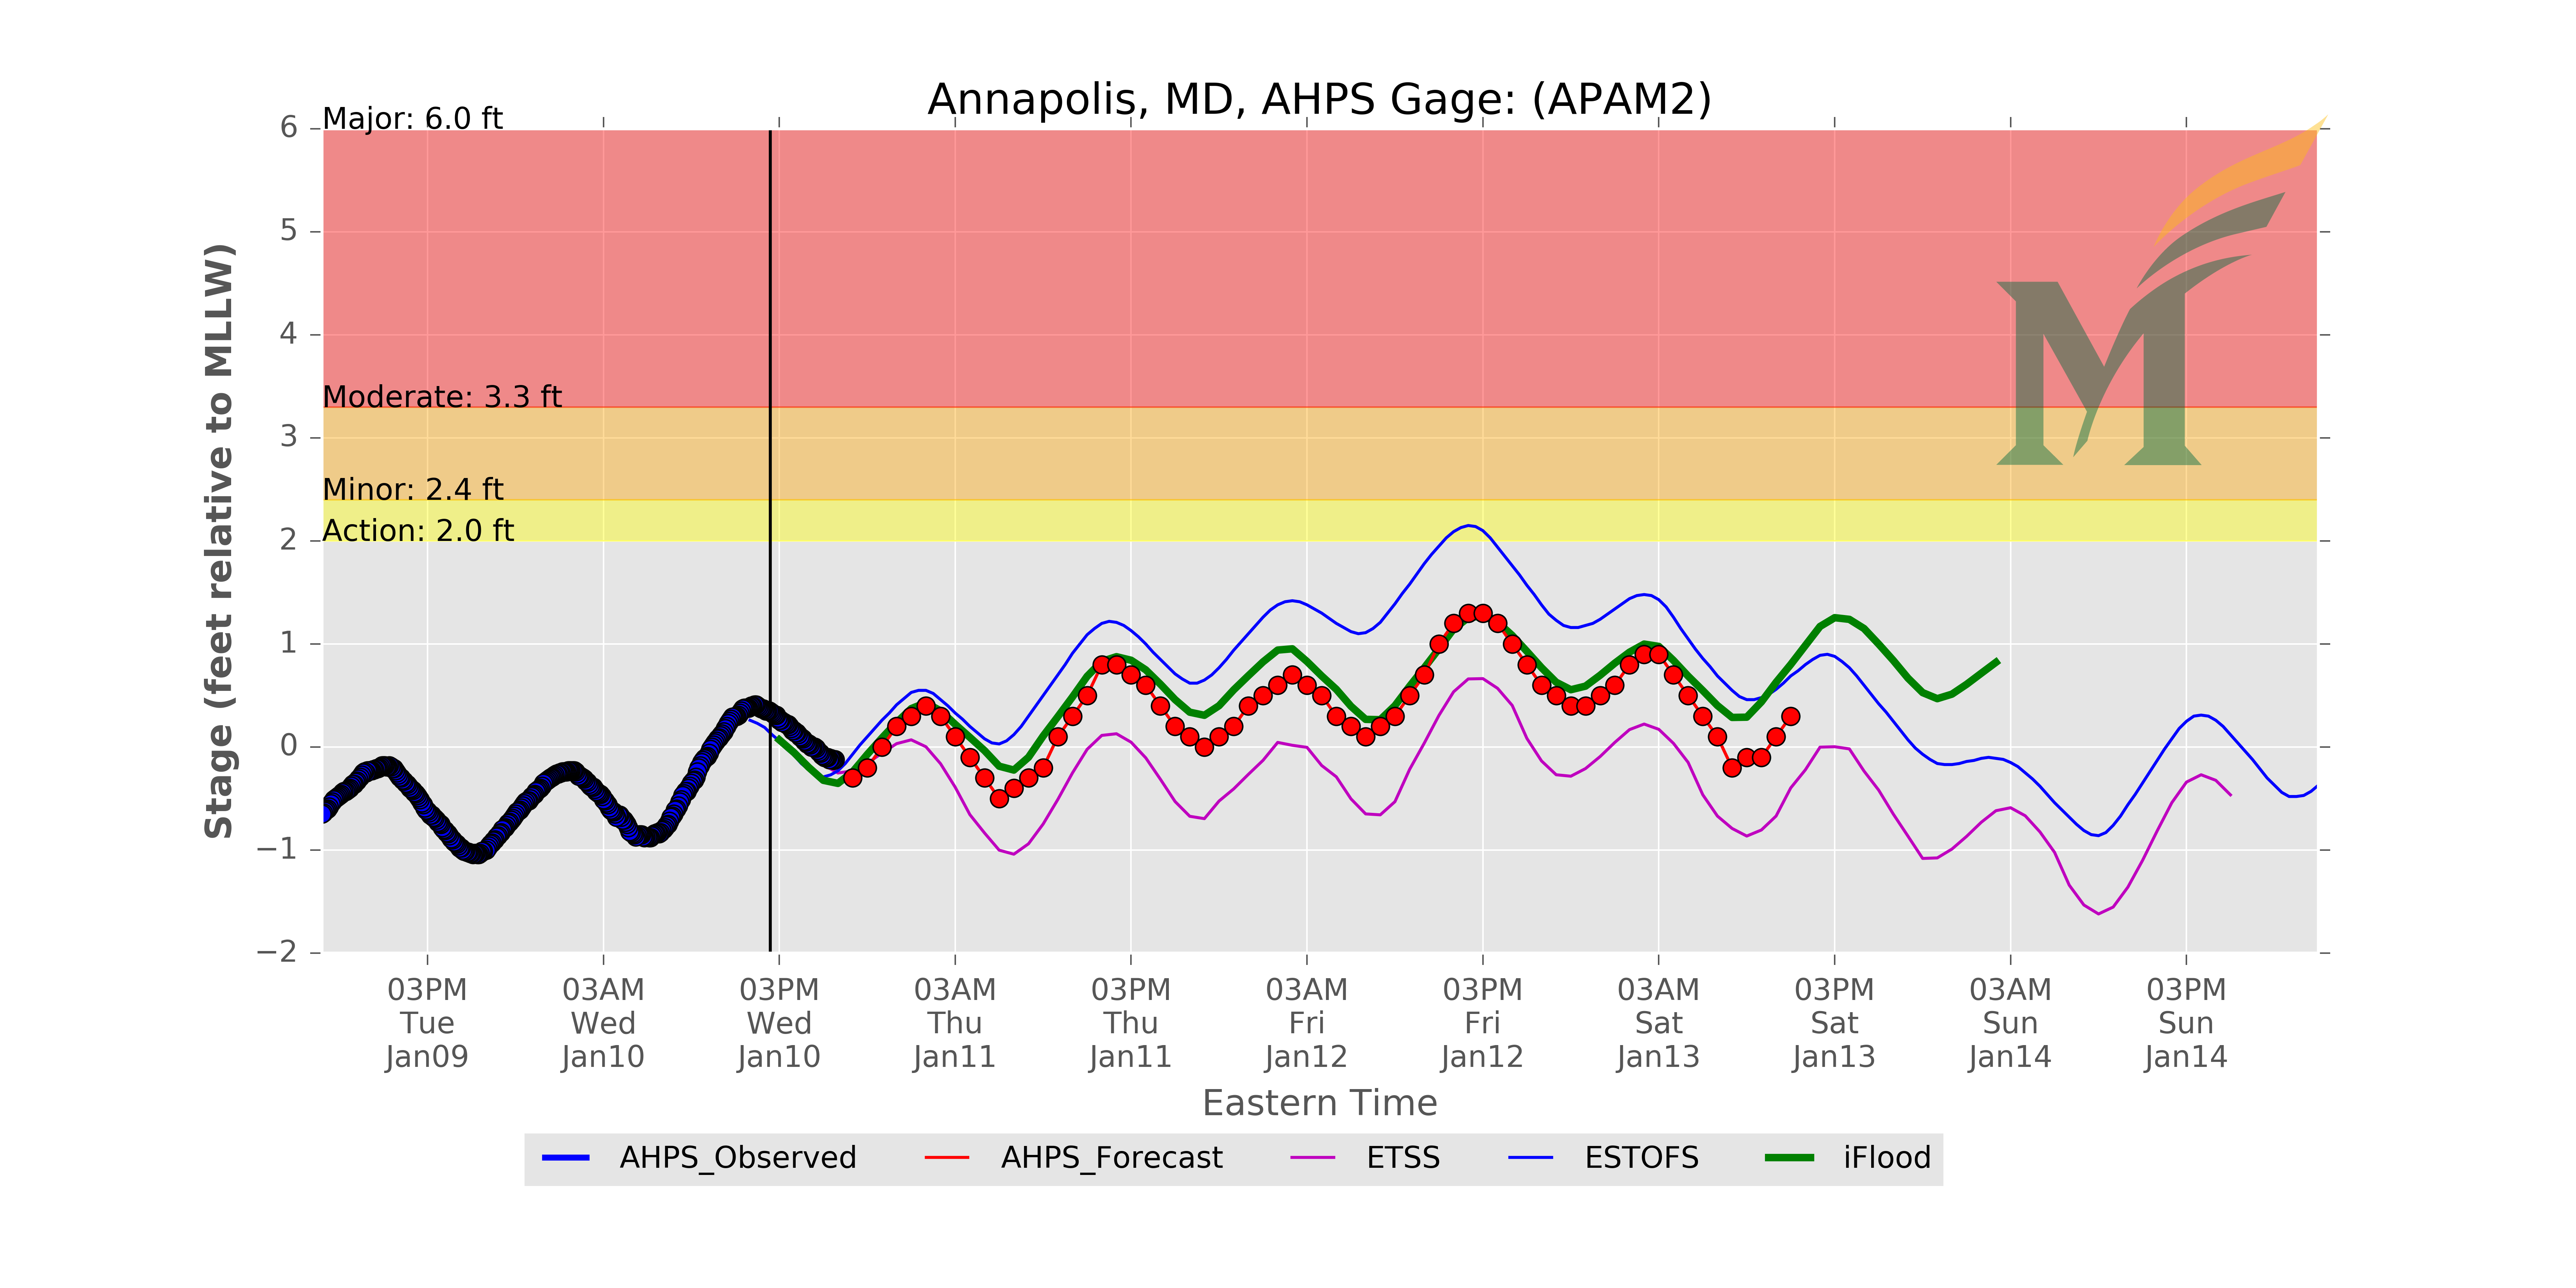 Annapolis, MD, AHPS Gage: (APAM2)
Major: 6.0 ft
Moderate: 3.3 ft
Minor: 2.4 ft
Action: 2.0 ft
Stage (feet relative to MLLW)
6
5
4
3
2
1
0
−1
−2
03PM Tue Jan09
03AM Wed Jan10
03PM Wed Jan10
03AM Thu Jan11
03PM Thu Jan11
03AM Fri Jan12
03PM Fri Jan12
03AM Sat Jan13
03PM Sat Jan13
03AM Sun Jan14
03PM Sun Jan14
Eastern Time
AHPS_Observed
AHPS_Forecast
ETSS
ESTOFS
iFlood
M